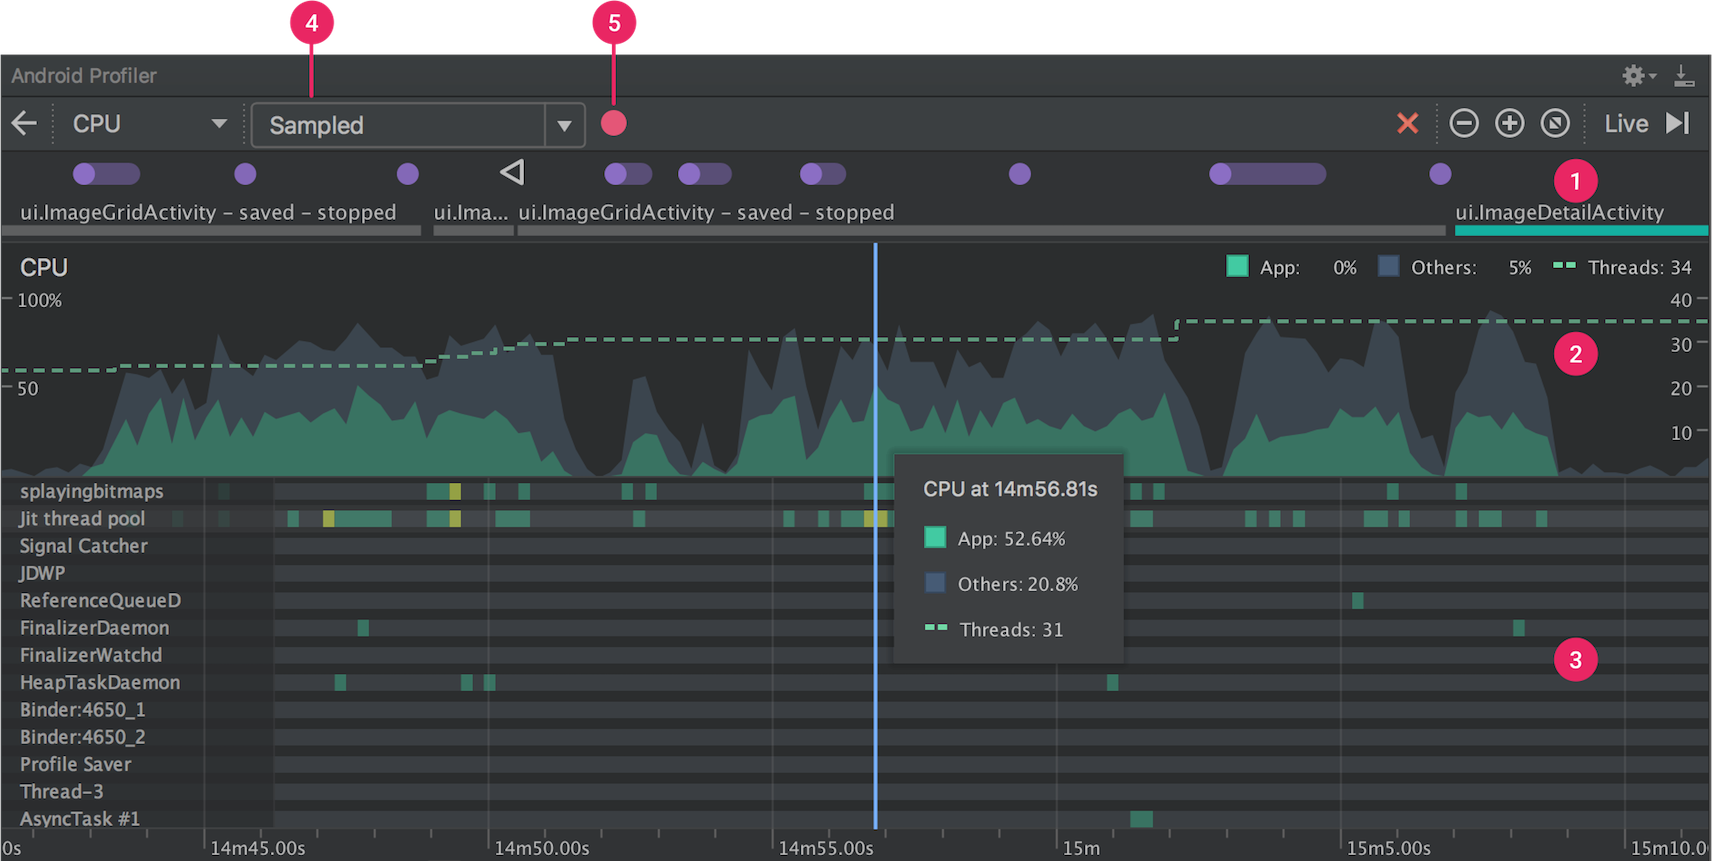 4
5
Android Profiler
CPU
Sampled
Live
1
ui.ImageGridActivity – saved – stopped
ui.Ima...
ui.ImageGridActivity – saved – stopped
ui.ImageDetailActivity
CPU
App: 0%
Others: 5%
Threads: 34
100%
40
2
30
50
20
10
splayingbitmaps
CPU at 14m56.81s
Jit thread pool
App: 52.64%
Signal Catcher
JDWP
Others: 20.8%
ReferenceQueueD
FinalizerDaemon
Threads: 31
FinalizerWatchd
3
HeapTaskDaemon
Binder:4650_1
Binder:4650_2
Profile Saver
Thread-3
AsyncTask #1
0s
14m45.00s
14m50.00s
14m55.00s
15m
15m5.00s
15m10.0